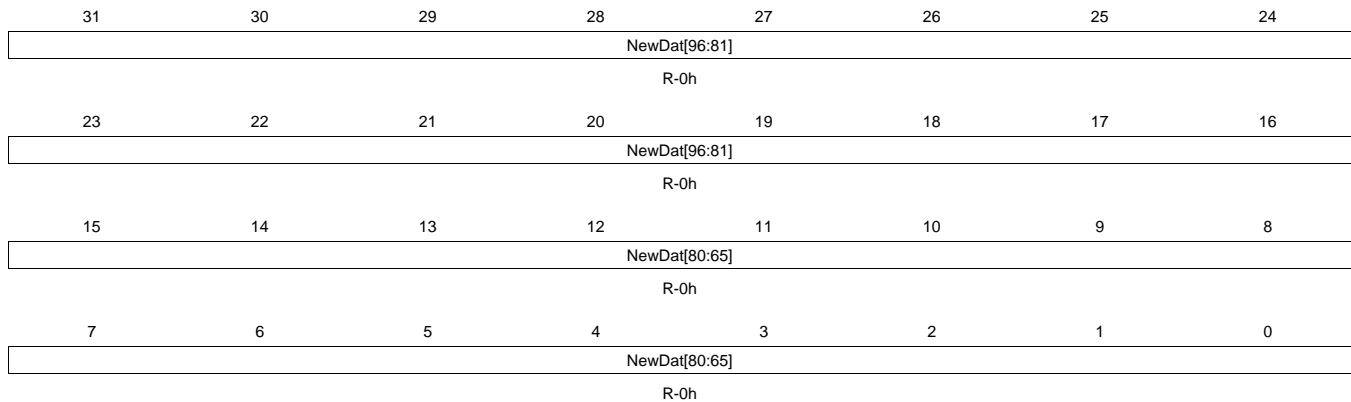 31 30 29 28 27 26 25 24
NewDat[96:81]
R-0h
23 22 21 20 19 18 17 16
NewDat[96:81]
R-0h
15 14 13 12 11 10 9 8
NewDat[80:65]
R-0h
7 6 5 4 3 2 1 0
NewDat[80:65]
R-0h